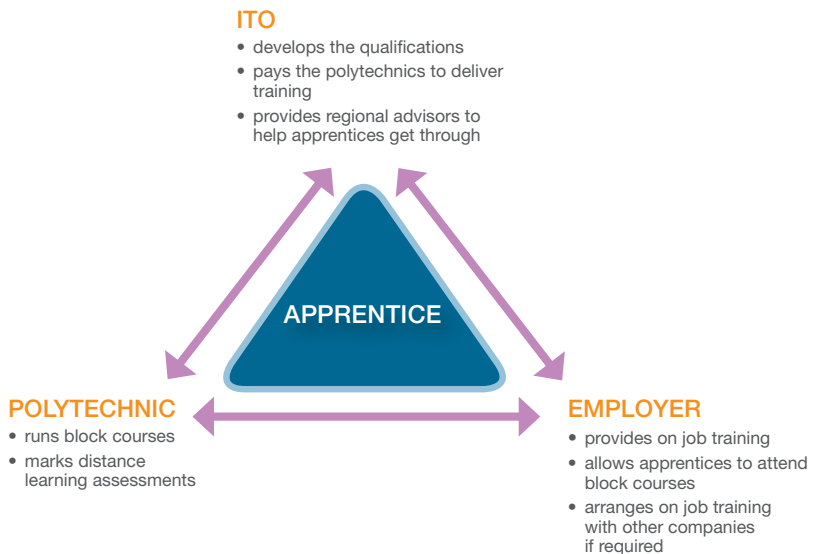 ITO
• develops the qualifications
• pays the polytechnics to deliver
training
• provides regional advisors to
help apprentices get through
APPRENTICE
POLYTECHNIC
• runs block courses
• marks distance
learning assessments
EMPLOYER
• provides on job training
• allows apprentices to attend
block courses
• arranges on job training
with other companies
if required